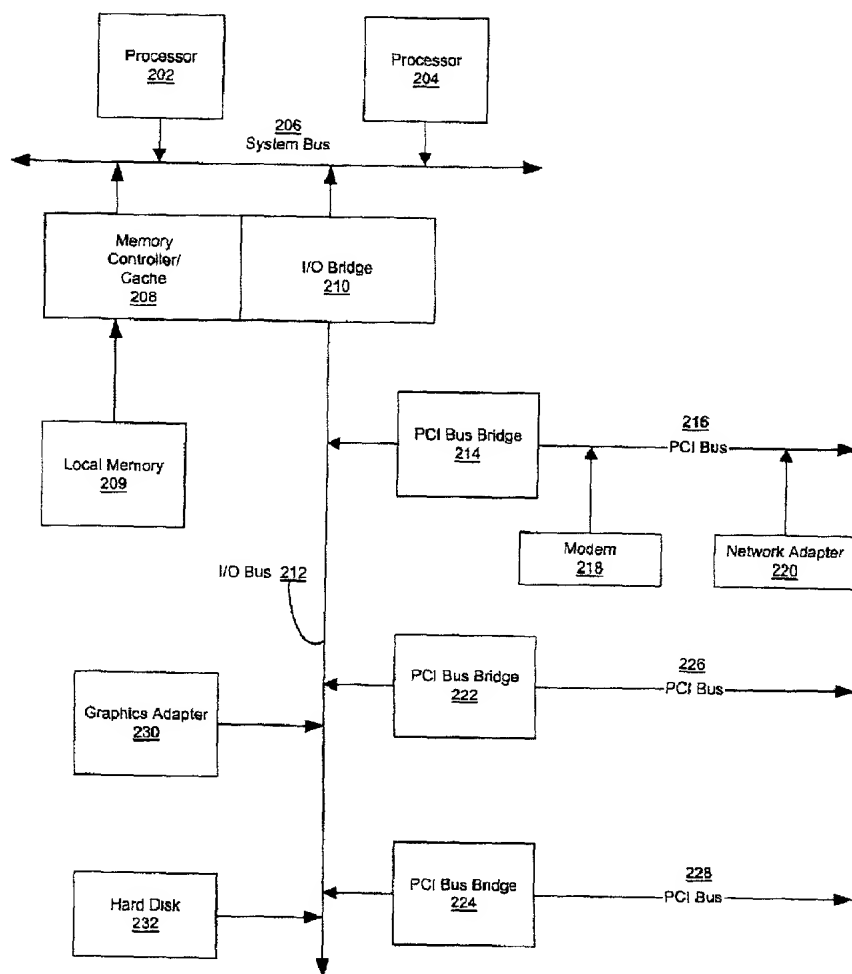 Processor
202
Processor
204
206
System Bus
Memory
Controller/
Cache
208
I/O Bridge
210
Local Memory
209
PCI Bus Bridge
214
216
PCI Bus
Modem
218
Network Adapter
220
I/O Bus 212
PCI Bus Bridge
222
226
PCI Bus
Graphics Adapter
230
PCI Bus Bridge
224
228
PCI Bus
Hard Disk
232